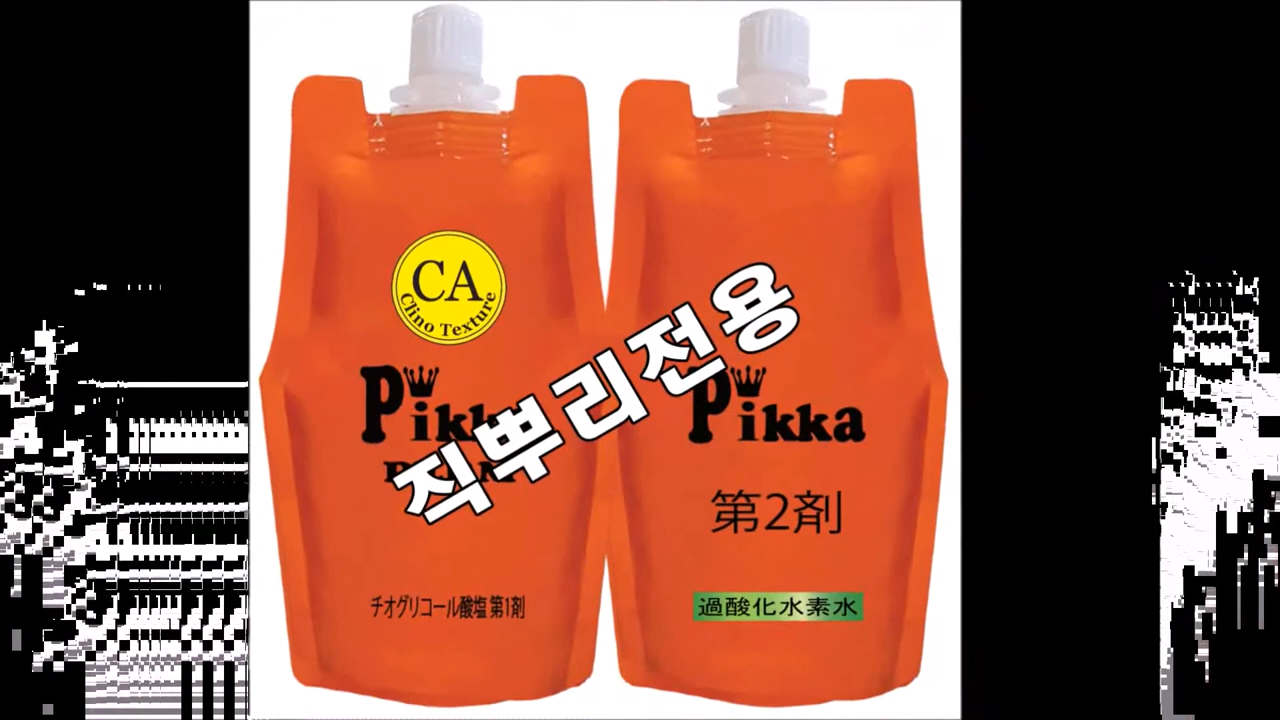 CA
Clino Texture
Pikka
チオグリコール酸塩 第1剤
직뿌리전용
Pikka
第2剤
過酸化水素水